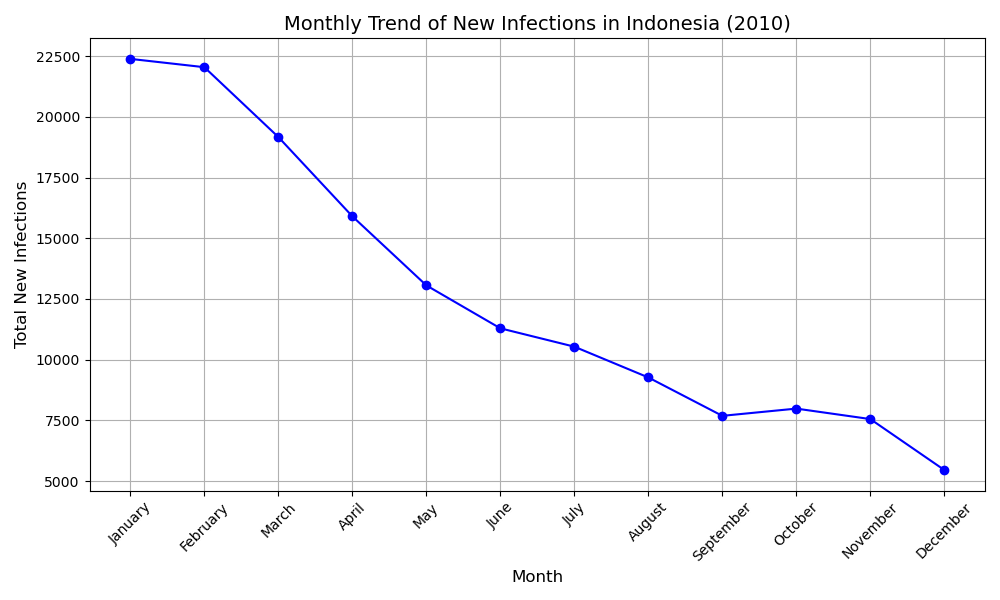 Monthly Trend of New Infections in Indonesia (2010)
Total New Infections
22500
20000
17500
15000
12500
10000
7500
5000
January
February
March
April
May
June
July
August
September
October
November
December
Month